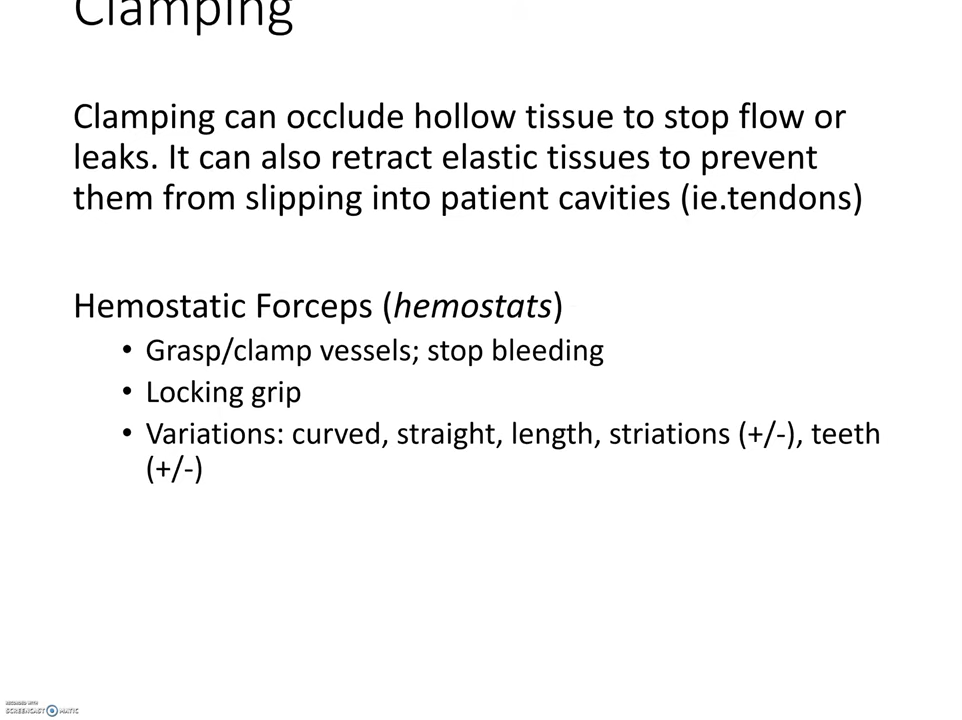 Clamping
Clamping can occlude hollow tissue to stop flow or
leaks. It can also retract elastic tissues to prevent
them from slipping into patient cavities (ie.tendons)
Hemostatic Forceps (hemostats)
• Grasp/clamp vessels; stop bleeding
• Locking grip
• Variations: curved, straight, length, striations (+/-), teeth
(+/-)
RECORDED WITH
SCREENCAST MATIC